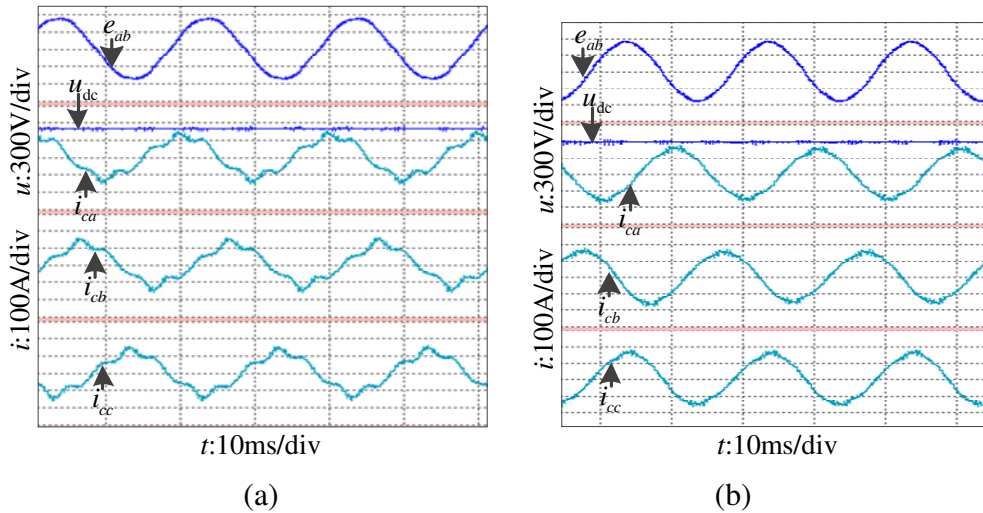 e_ab
u_dc
i_ca
i_cb
i_cc
u:300V/div
i:100A/div
t:10ms/div
(a)
e_ab
u_dc
i_ca
i_cb
i_cc
u:300V/div
i:100A/div
t:10ms/div
(b)